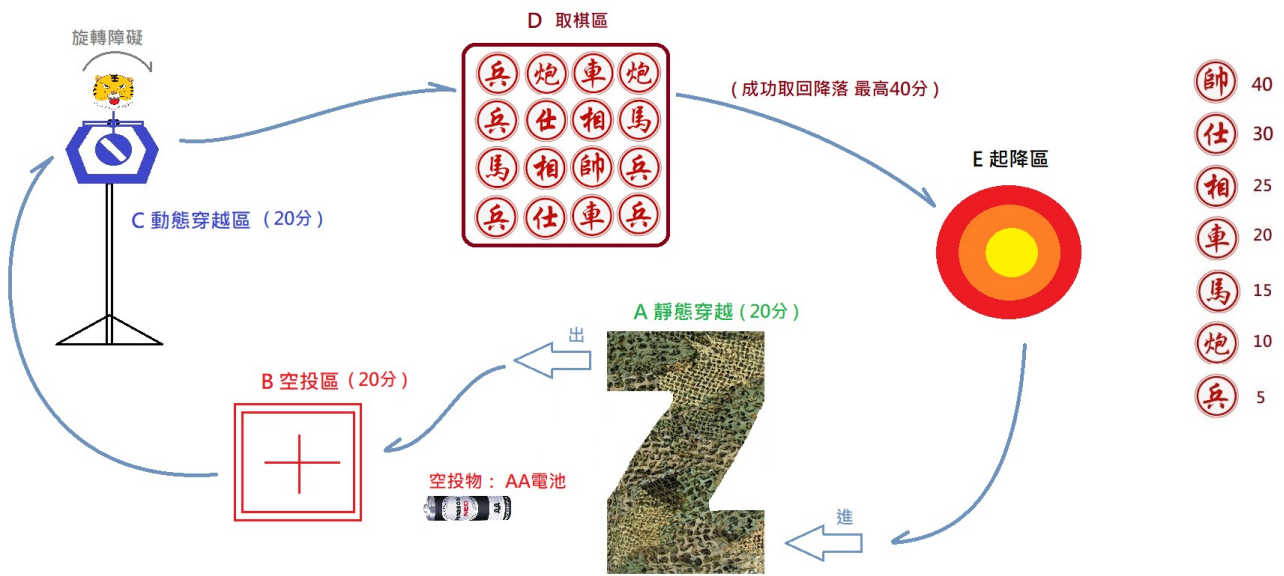 D 取棋區
旋轉障礙
兵 炮 車 炮
兵 仕 相 馬
馬 相 帥 兵
兵 仕 車 兵
(成功取回降落 最高40分)
E 起降區
C 動態穿越區 (20分)
A 靜態穿越 (20分)
出
B 空投區 (20分)
空投物： AA電池
NEO
AA
進
帥 40
仕 30
相 25
車 20
馬 15
炮 10
兵 5